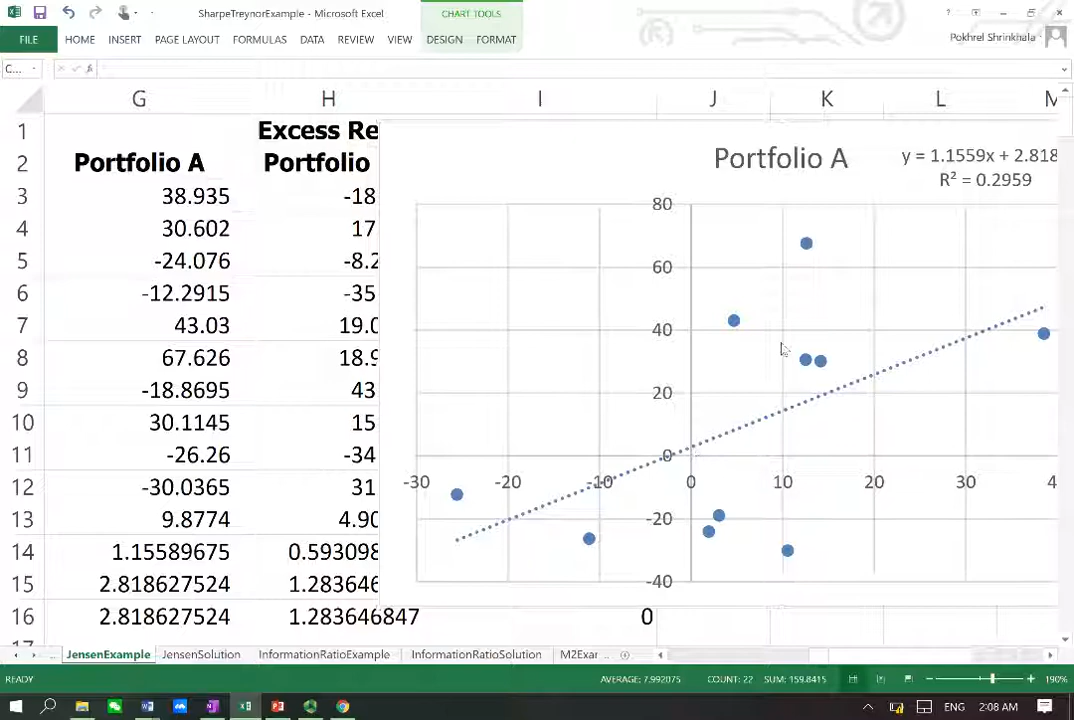 SharpeTreynorExample - Microsoft Excel
CHART TOOLS
FILE HOME INSERT PAGE LAYOUT FORMULAS DATA REVIEW VIEW DESIGN FORMAT
Pokhrel Shrinkhala
C...
fx
G H I J K L M
1 Excess Re
2 Portfolio A Portfolio
3 38.935 -18
4 30.602 17
5 -24.076 -8.2
6 -12.2915 -35
7 43.03 19.0
8 67.626 18.9
9 -18.8695 43
10 30.1145 15
11 -26.26 -34
12 -30.0365 31
13 9.8774 4.90
14 1.15589675 0.593098
15 2.818627524 1.283646
16 2.818627524 1.283646847 0
Portfolio A
y = 1.1559x + 2.818
R² = 0.2959
80
60
40
20
0
-30 -20 -10 0 10 20 30 4
-20
-40
... JensenExample JensenSolution InformationRatioExample InformationRatioSolution M2Exar
READY AVERAGE: 7.992075 COUNT: 22 SUM: 159.8415 190%
ENG 2:08 AM